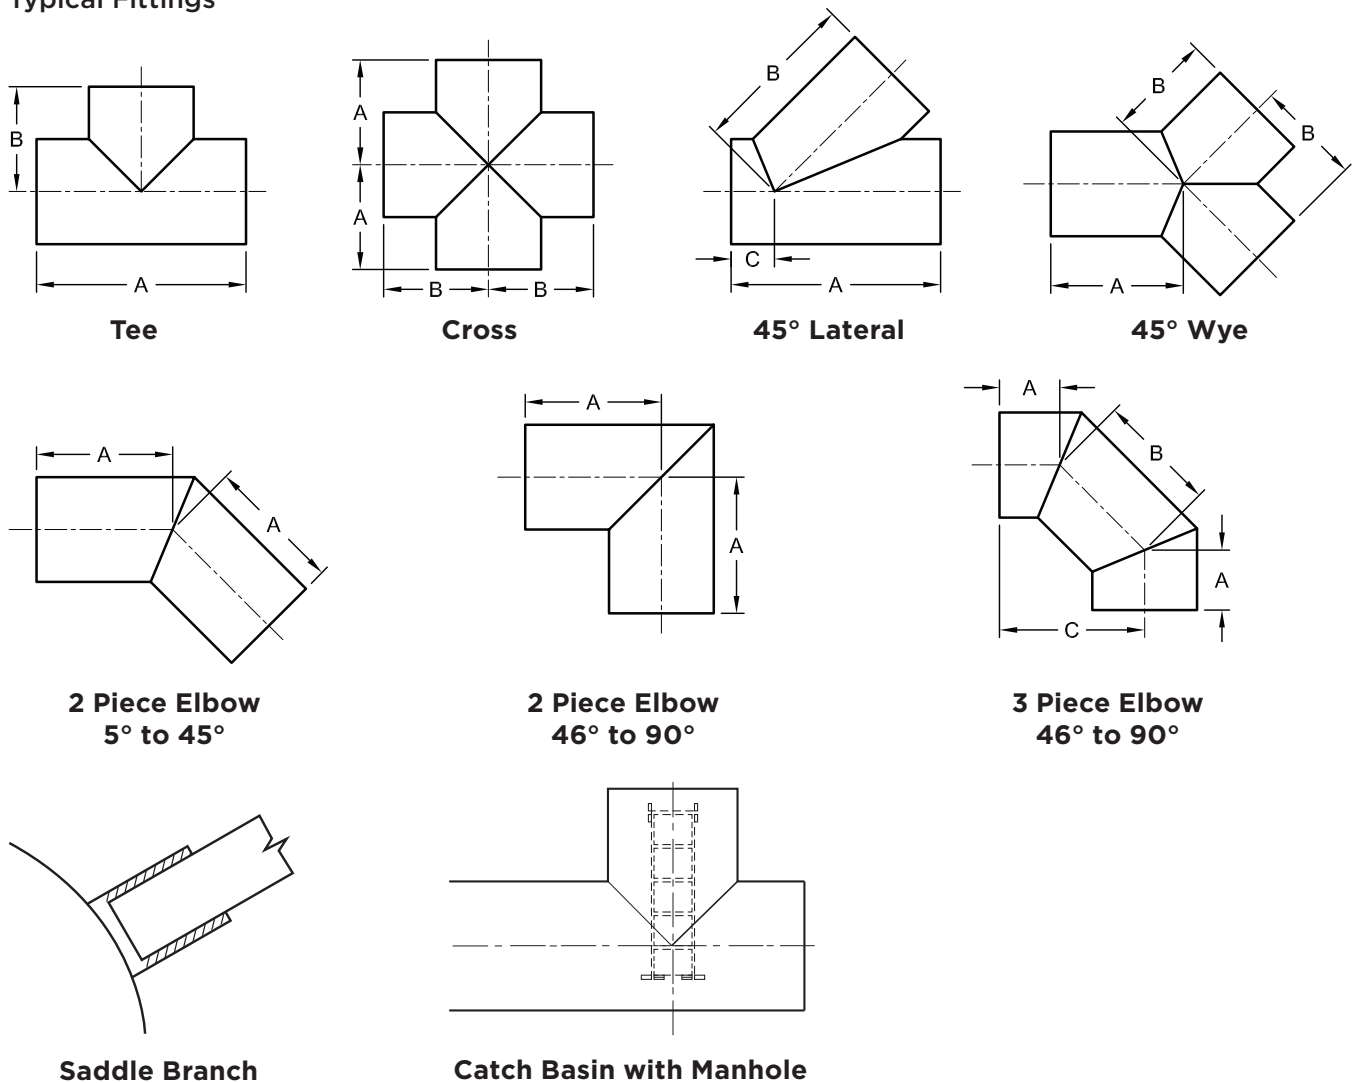 Typical Fittings
B
A
Tee
A
A
B
B
Cross
B
C
A
45° Lateral
B
B
A
45° Wye
A
A
2 Piece Elbow
5° to 45°
A
A
2 Piece Elbow
46° to 90°
A
B
A
C
3 Piece Elbow
46° to 90°
Saddle Branch
Catch Basin with Manhole